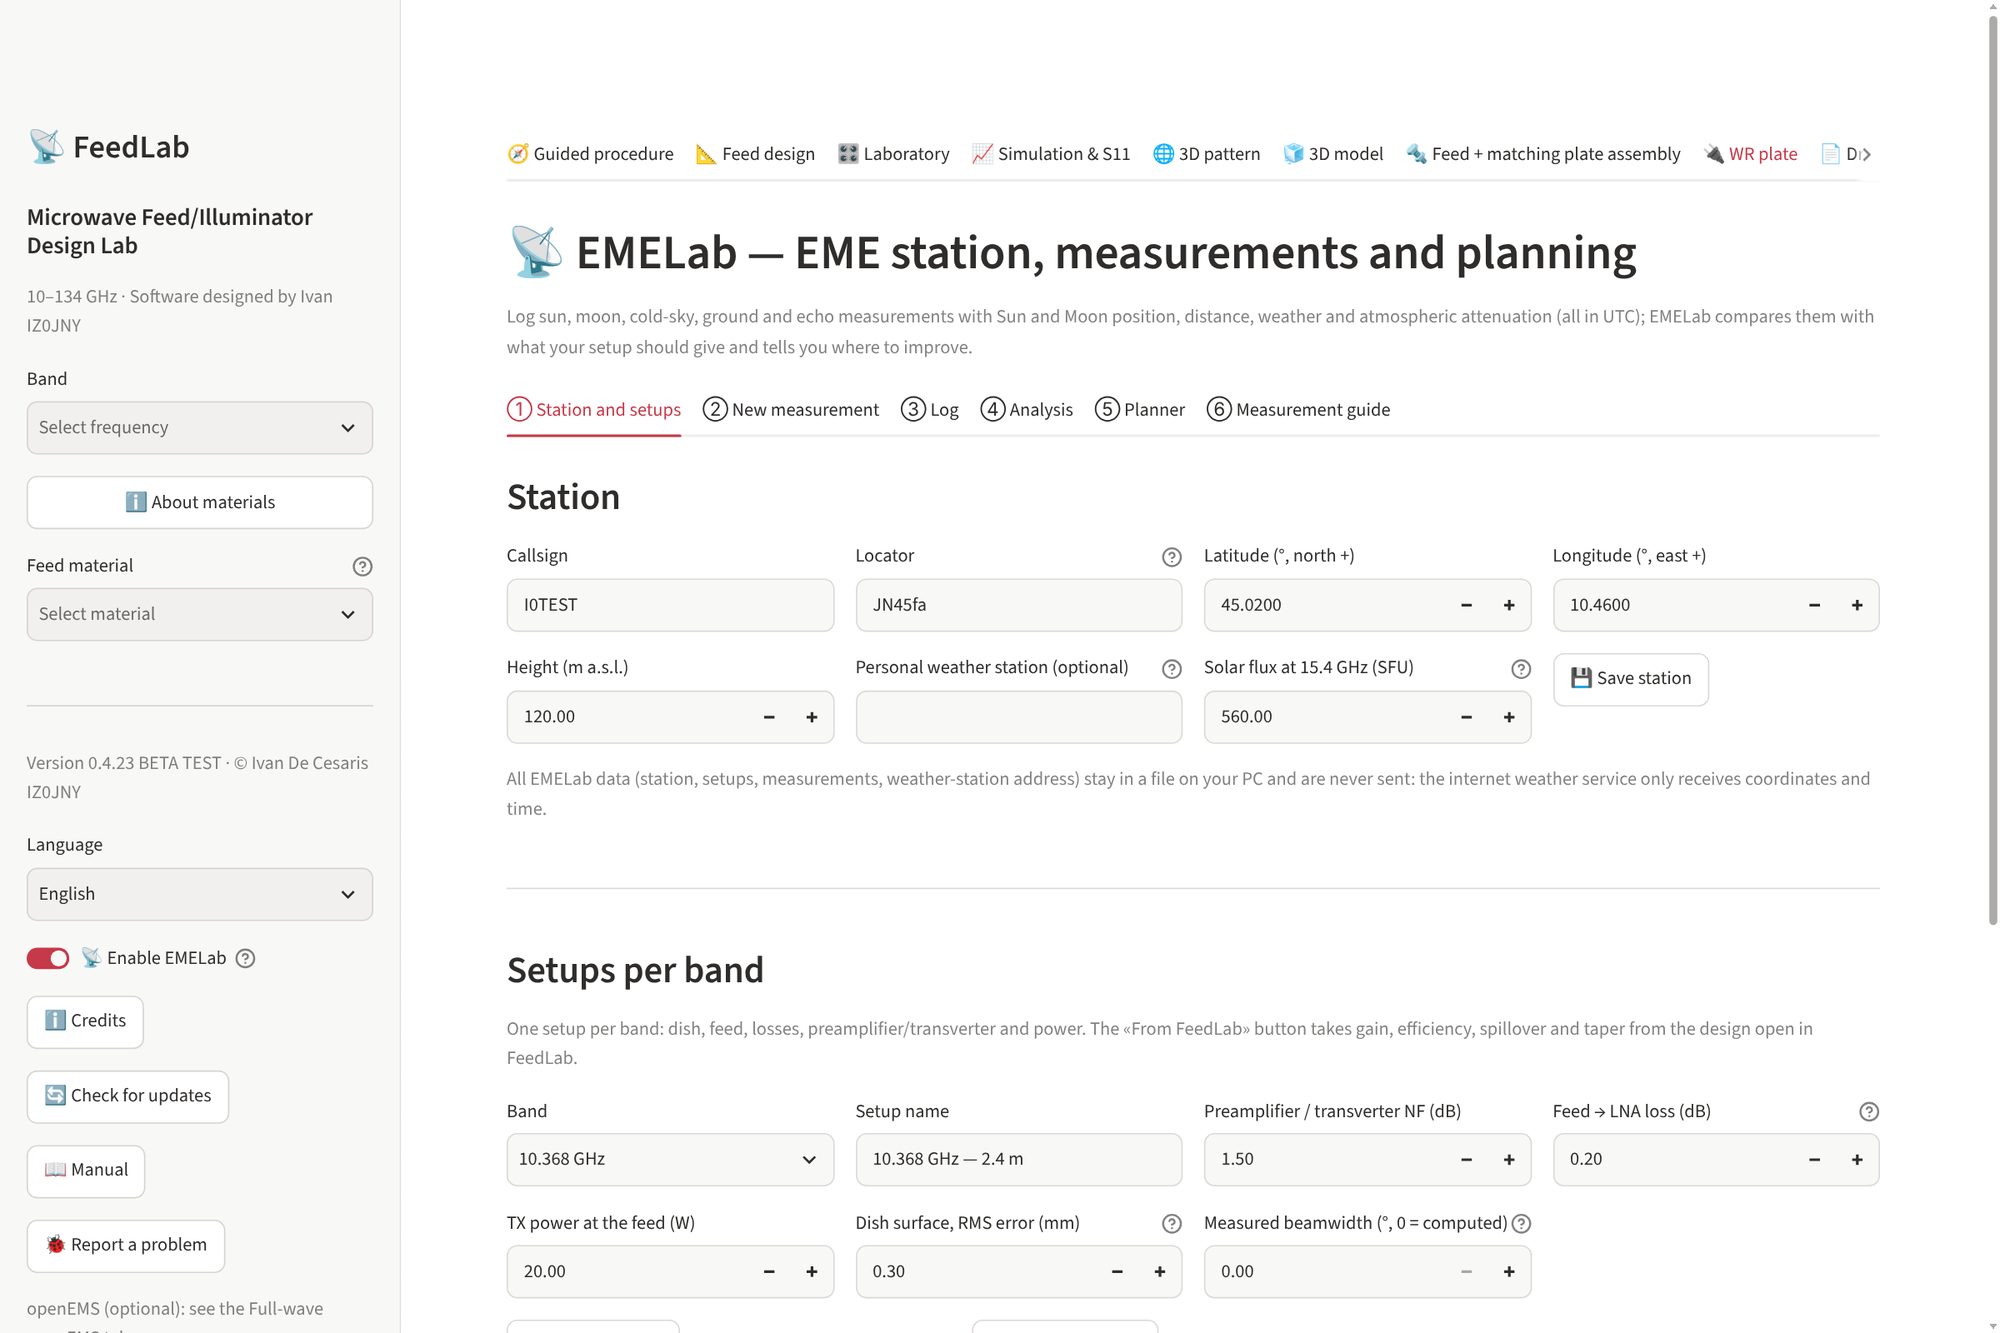 FeedLab
Microwave Feed/Illuminator
Design Lab
10–134 GHz · Software designed by Ivan
IZ0JNY
Band
Select frequency
About materials
Feed material
Select material
Version 0.4.23 BETA TEST · © Ivan De Cesaris
IZ0JNY
Language
English
Enable EMELab
Credits
Check for updates
Manual
Report a problem
openEMS (optional): see the Full-wave
Guided procedure Feed design Laboratory Simulation & S11 3D pattern 3D model Feed + matching plate assembly WR plate
EMELab — EME station, measurements and planning
Log sun, moon, cold-sky, ground and echo measurements with Sun and Moon position, distance, weather and atmospheric attenuation (all in UTC); EMELab compares them with
what your setup should give and tells you where to improve.
① Station and setups ② New measurement ③ Log ④ Analysis ⑤ Planner ⑥ Measurement guide
Station
Callsign Locator Latitude (°, north +) Longitude (°, east +)
I0TEST JN45fa 45.0200 10.4600
Height (m a.s.l.) Personal weather station (optional) Solar flux at 15.4 GHz (SFU)
120.00 560.00 Save station
All EMELab data (station, setups, measurements, weather-station address) stay in a file on your PC and are never sent: the internet weather service only receives coordinates and
time.
Setups per band
One setup per band: dish, feed, losses, preamplifier/transverter and power. The «From FeedLab» button takes gain, efficiency, spillover and taper from the design open in
FeedLab.
Band Setup name Preamplifier / transverter NF (dB) Feed → LNA loss (dB)
10.368 GHz 10.368 GHz — 2.4 m 1.50 0.20
TX power at the feed (W) Dish surface, RMS error (mm) Measured beamwidth (°, 0 = computed)
20.00 0.30 0.00